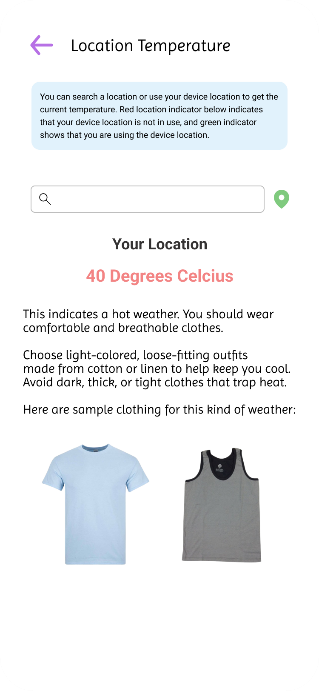 Location Temperature
You can search a location or use your device location to get the
current temperature. Red location indicator below indicates
that your device location is not in use, and green indicator
shows that you are using the device location.
Your Location
40 Degrees Celcius
This indicates a hot weather. You should wear
comfortable and breathable clothes.
Choose light-colored, loose-fitting outfits
made from cotton or linen to help keep you cool.
Avoid dark, thick, or tight clothes that trap heat.
Here are sample clothing for this kind of weather: